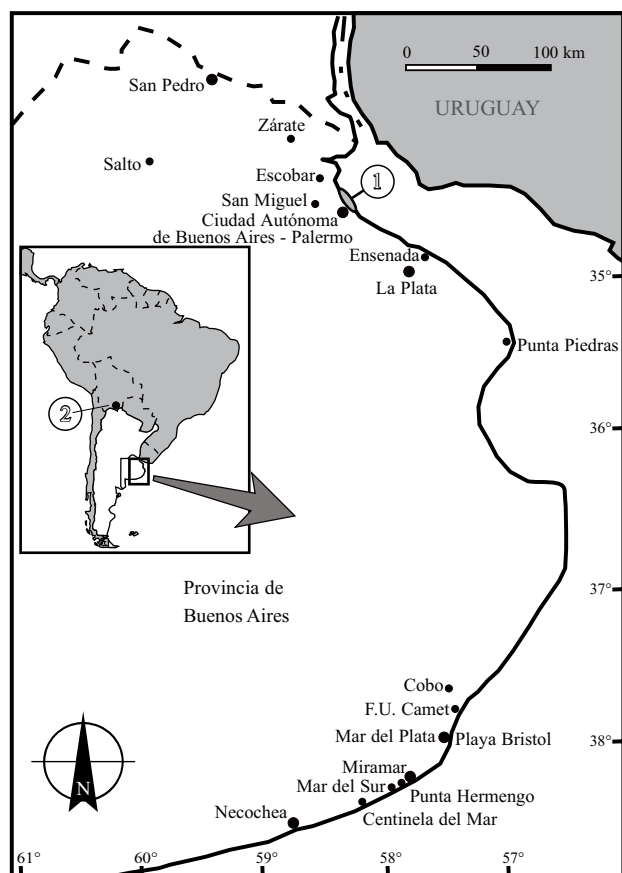 0 50 100 km
URUGUAY
San Pedro
Zárate
Salto
Escobar
1
San Miguel
Ciudad Autónoma
de Buenos Aires - Palermo
Ensenada
La Plata
35°
Punta Piedras
2
36°
Provincia de
Buenos Aires
37°
Cobo
F.U. Camet
Mar del Plata
Playa Bristol
38°
Miramar
Mar del Sur
Punta Hermengo
Necochea
Centinela del Mar
N
61° 60° 59° 58° 57°